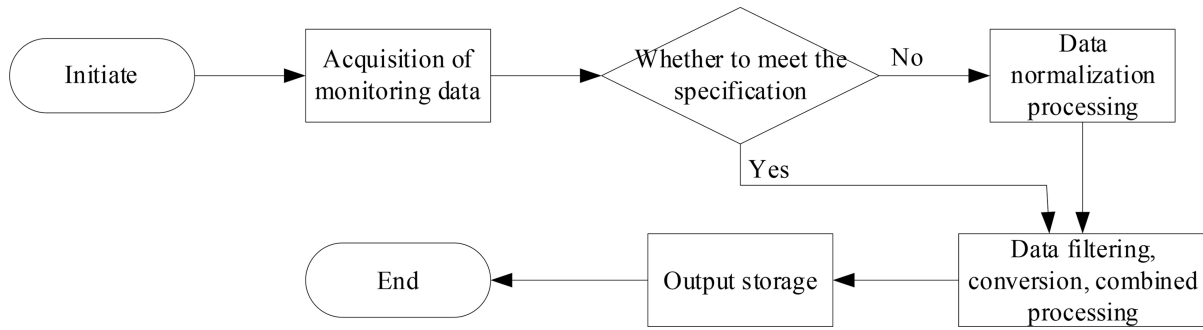 Initiate
Acquisition of
monitoring data
Whether to meet the
specification
No
Data
normalization
processing
Yes
Data filtering,
conversion, combined
processing
Output storage
End